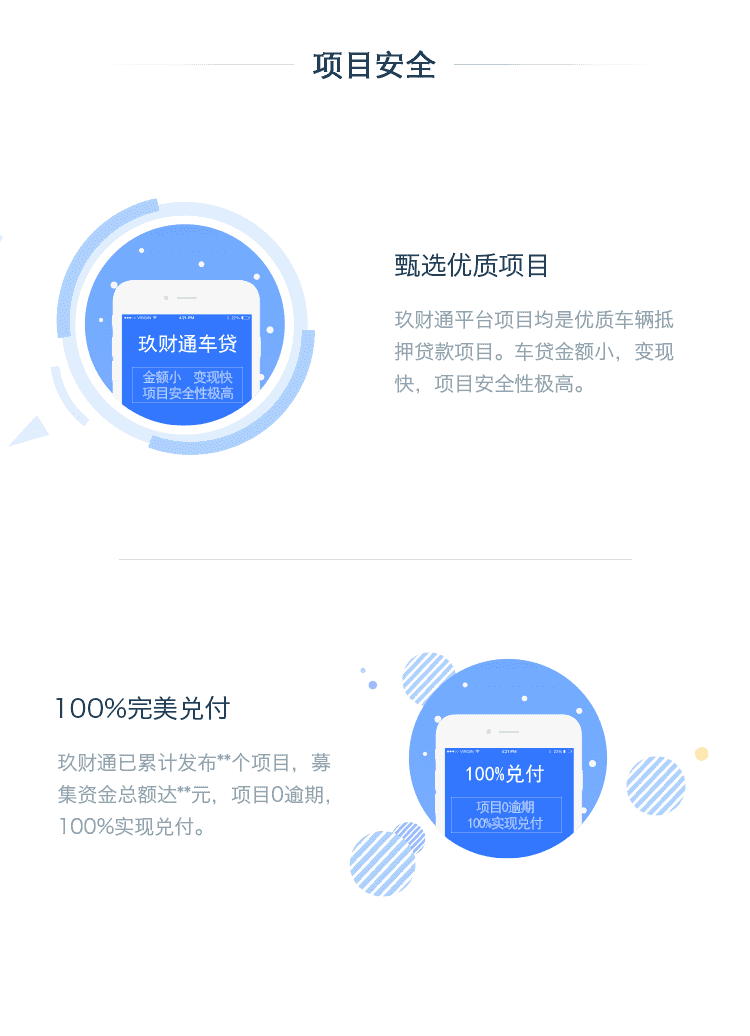 项目安全
甄选优质项目
玖财通平台项目均是优质车辆抵
押贷款项目。车贷金额小，变现
快，项目安全性极高。
4:21 PM
22%
玖财通车贷
金额小 变现快
项目安全性极高
100%完美兑付
玖财通已累计发布**个项目，募
集资金总额达**元，项目0逾期，
100%实现兑付。
4:21 PM
22%
100%兑付
项目0逾期
100%实现兑付